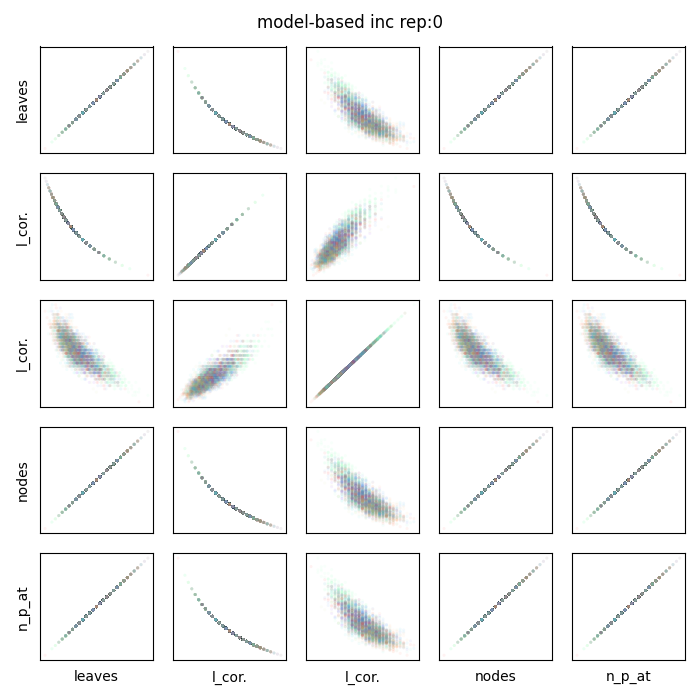 model-based inc rep:0
leaves
l_cor.
l_cor.
nodes
n_p_at
leaves
l_cor.
l_cor.
nodes
n_p_at